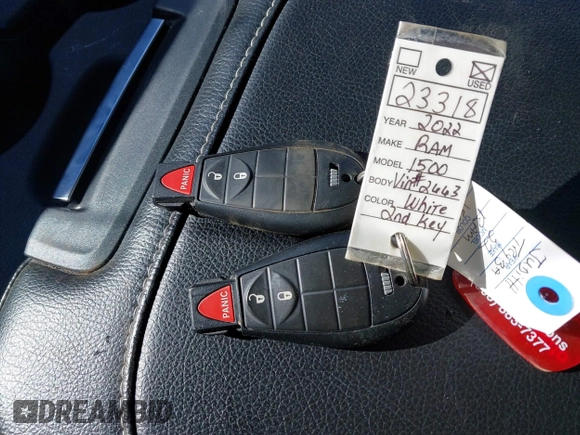 NEW
USED
23318
YEAR 2022
MAKE RAM
MODEL 1500
BODY Vin# 2663
COLOR White
2nd Key
PANIC
PANIC
-7377
DREAMBID